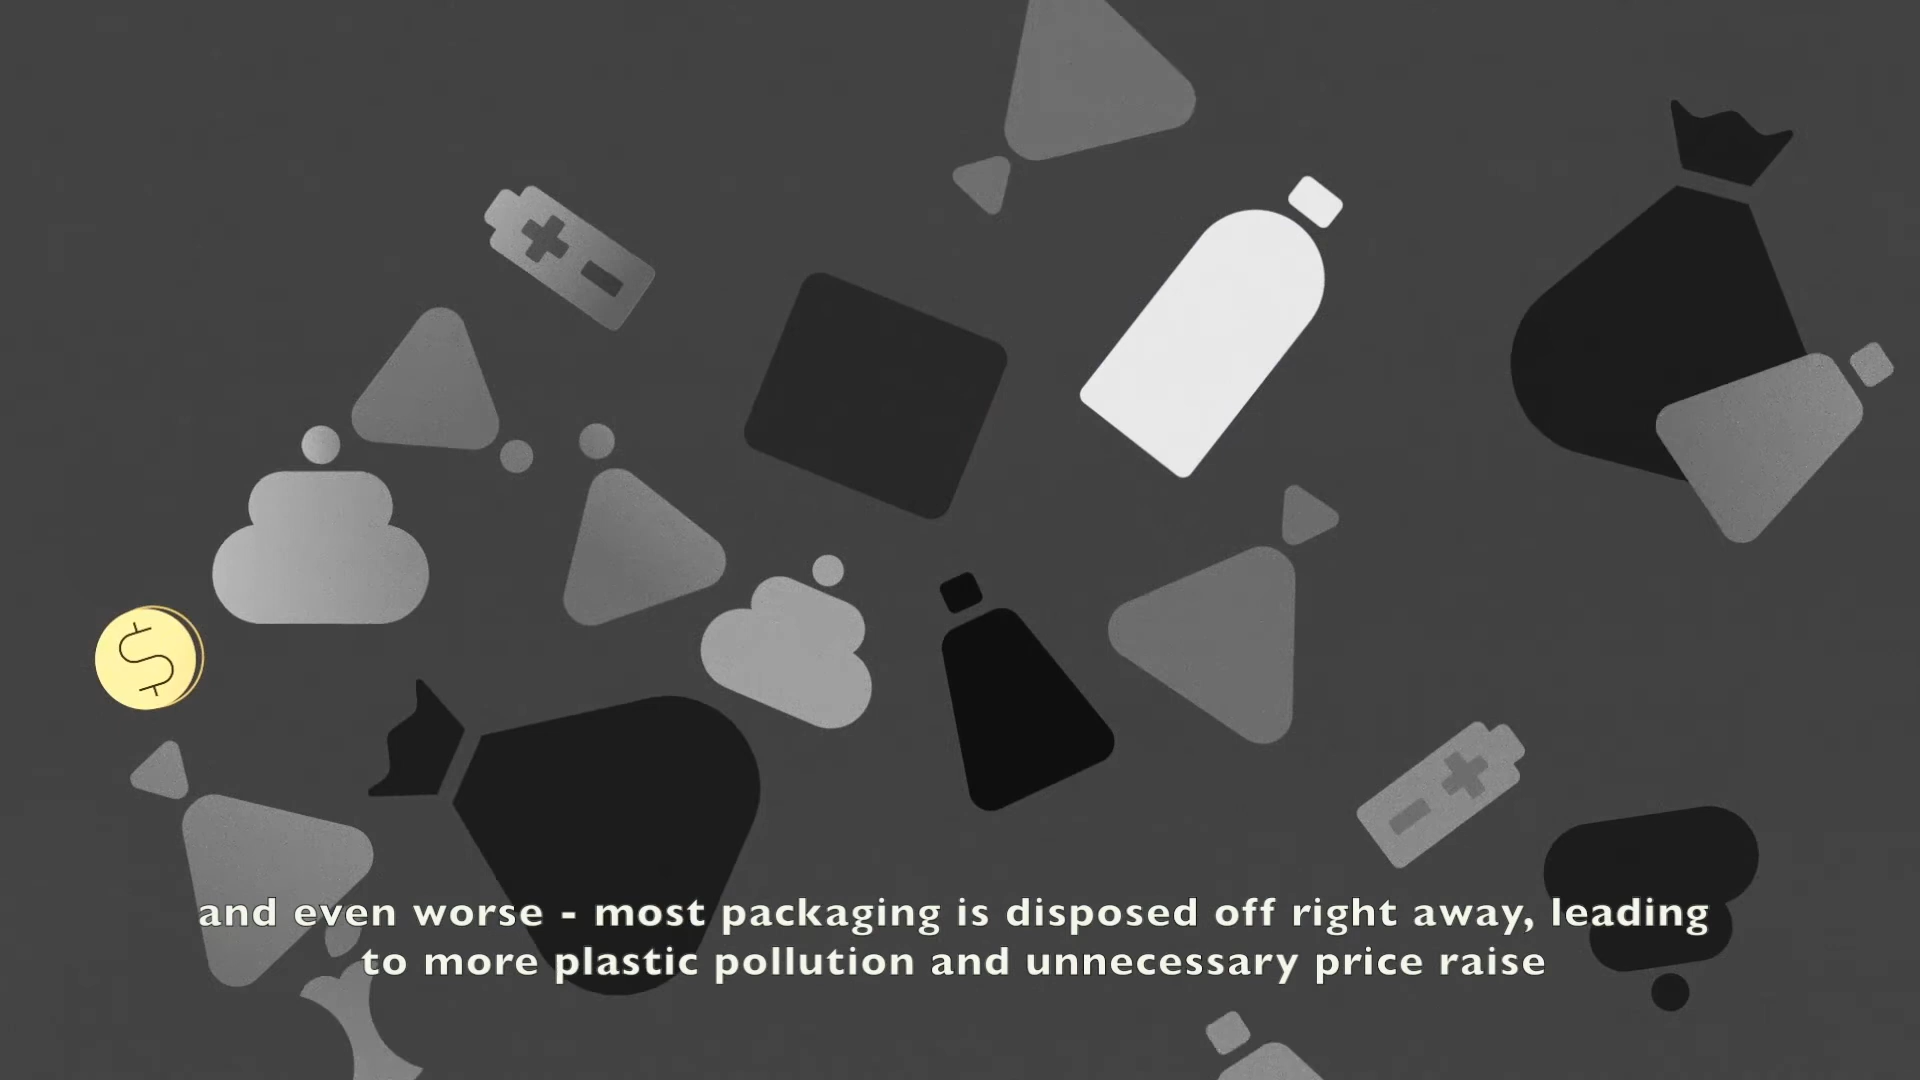 $
and even worse - most packaging is disposed off right away, leading
to more plastic pollution and unnecessary price raise